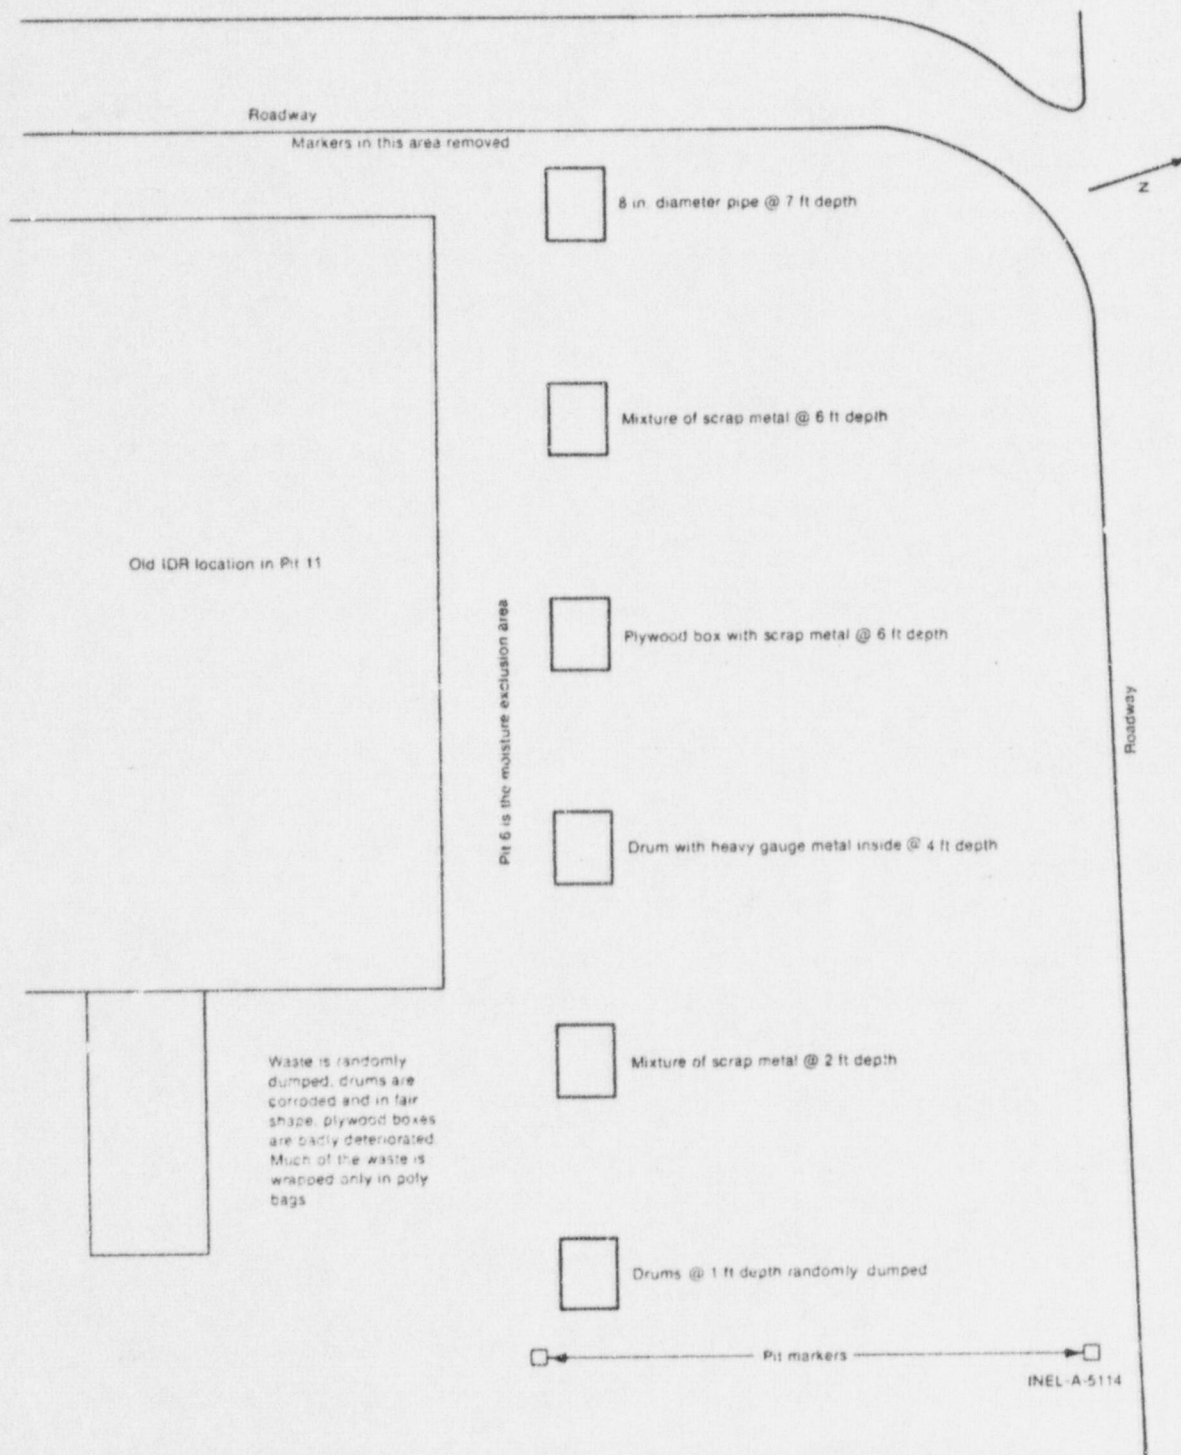 Roadway
Markers in this area removed
8 in. diameter pipe @ 7 ft depth
Z
Mixture of scrap metal @ 6 ft depth
Old IDR location in Pit 11
Plywood box with scrap metal @ 6 ft depth
Pit 6 is the moisture exclusion area
Roadway
Drum with heavy gauge metal inside @ 4 ft depth
Waste is randomly
dumped, drums are
corroded and in fair
shape, plywood boxes
are badly deteriorated.
Much of the waste is
wrapped only in poly
bags
Mixture of scrap metal @ 2 ft depth
Drums @ 1 ft depth randomly dumped
Pit markers
INEL-A-5114